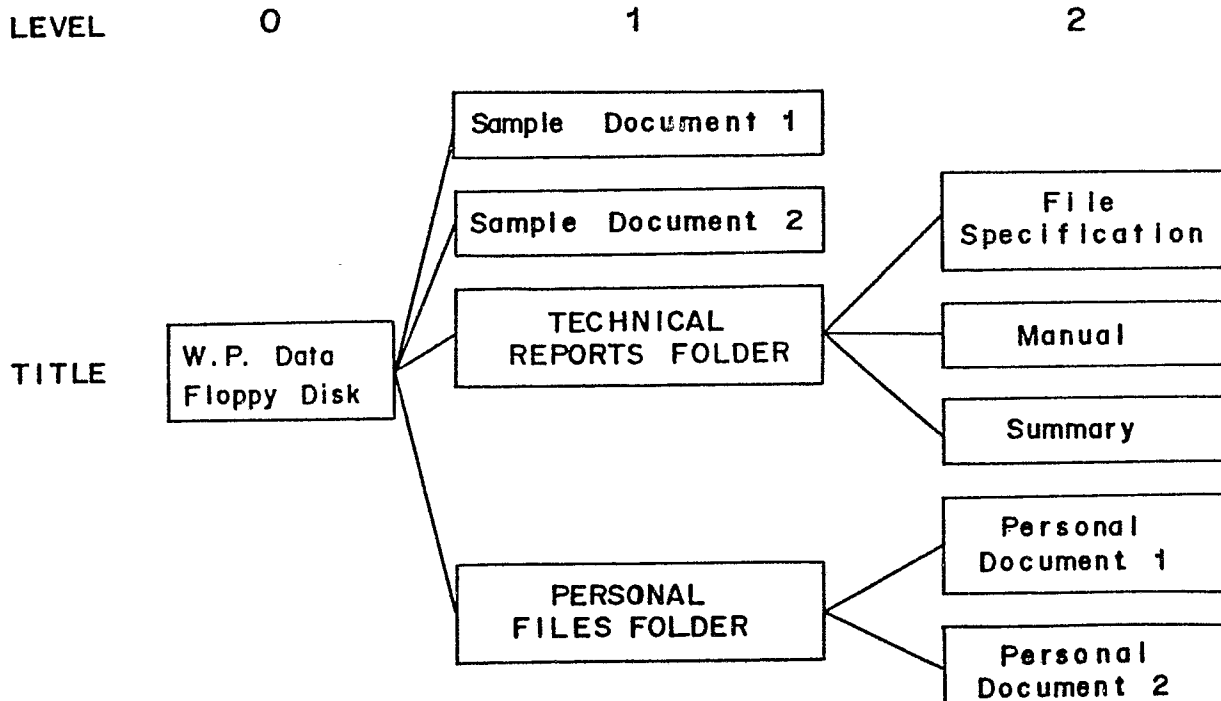 LEVEL 0 1 2
Sample Document 1
Sample Document 2
File
Specification
TECHNICAL
REPORTS FOLDER
Manual
TITLE
W.P. Data
Floppy Disk
Summary
Personal
Document 1
PERSONAL
FILES FOLDER
Personal
Document 2